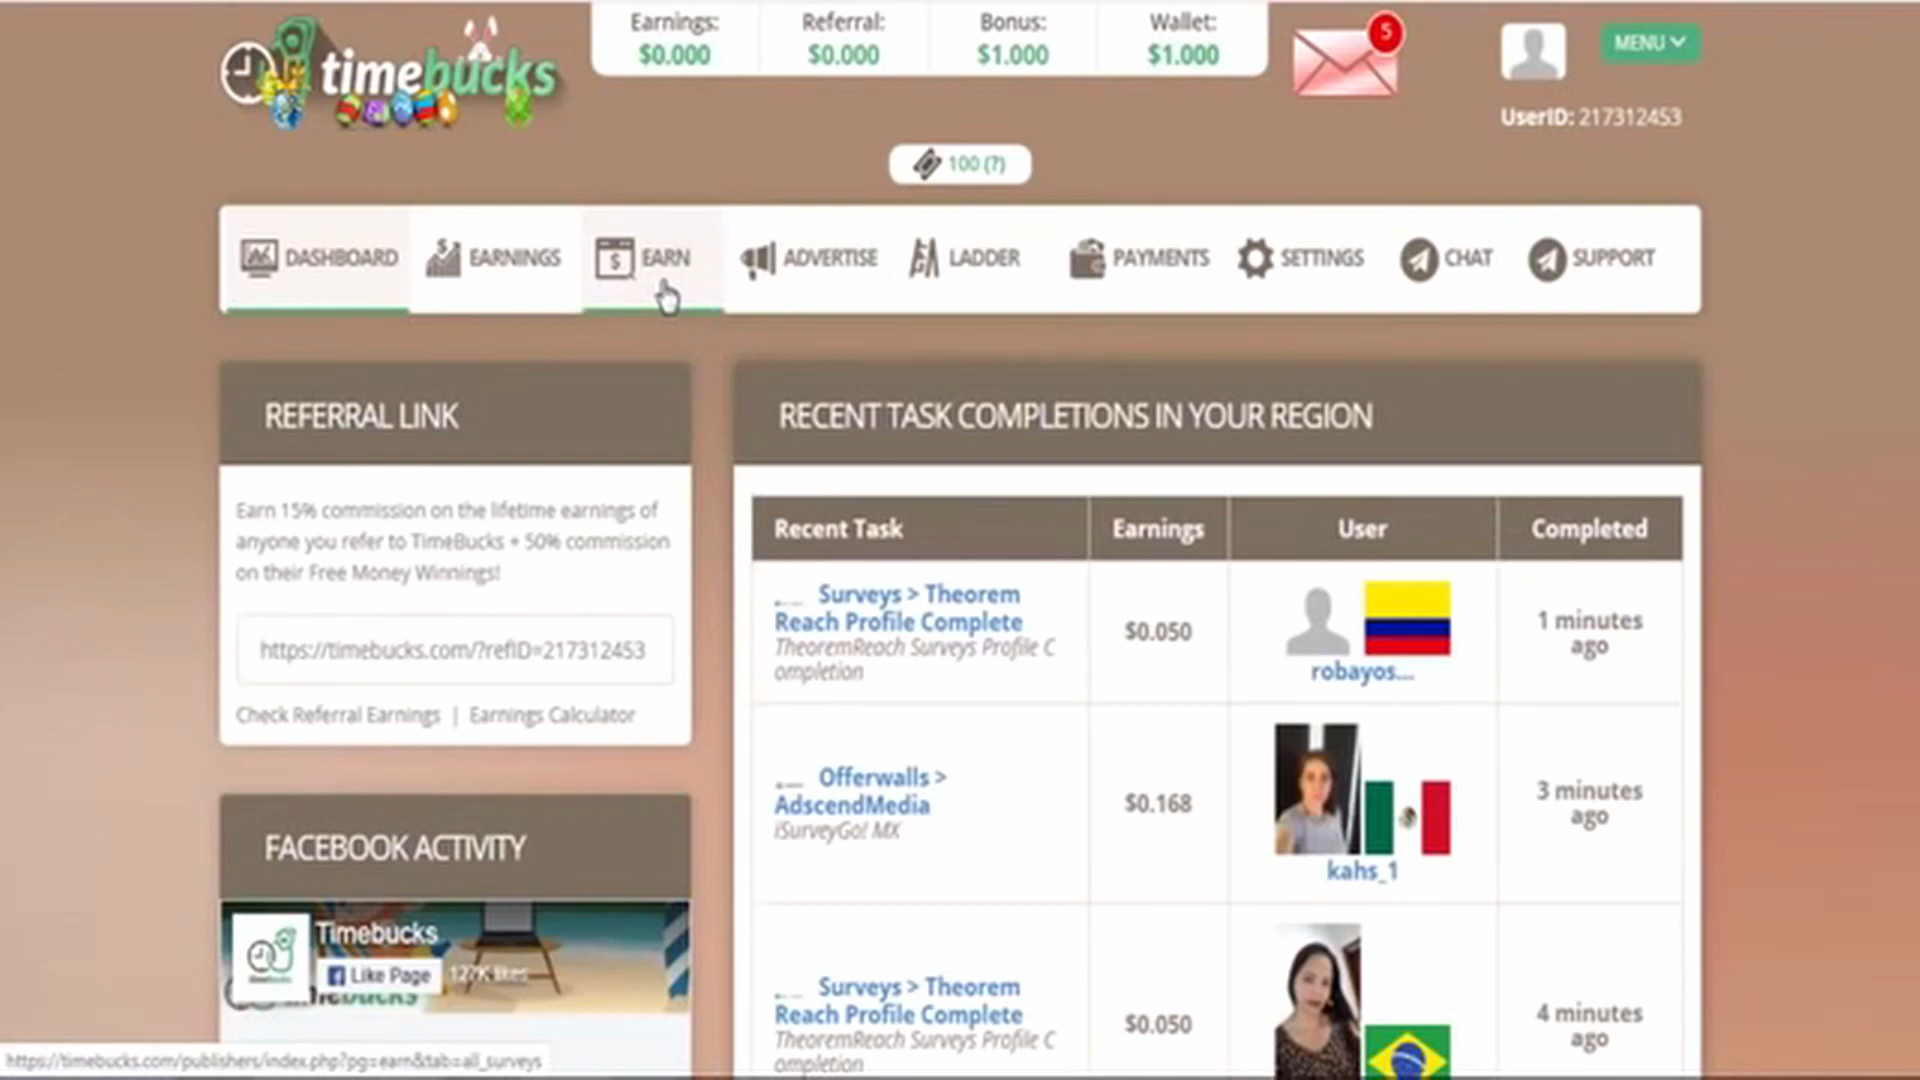 timebucks
Earnings:
$0.000
Referral:
$0.000
Bonus:
$1.000
Wallet:
$1.000
5
MENU
UserID: 217312453
100 (?)
DASHBOARD
EARNINGS
EARN
ADVERTISE
LADDER
PAYMENTS
SETTINGS
CHAT
SUPPORT
REFERRAL LINK
Earn 15% commission on the lifetime earnings of
anyone you refer to TimeBucks + 50% commission
on their Free Money Winnings!
https://timebucks.com/?refID=217312453
Check Referral Earnings | Earnings Calculator
FACEBOOK ACTIVITY
Timebucks
Like Page
127K likes
timebucks
RECENT TASK COMPLETIONS IN YOUR REGION
Recent Task
Earnings
User
Completed
Surveys > Theorem
Reach Profile Complete
TheoremReach Surveys Profile C
ompletion
$0.050
robayos...
1 minutes
ago
Offerwalls >
AdscendMedia
iSurveyGo! MX
$0.168
kahs_1
3 minutes
ago
Surveys > Theorem
Reach Profile Complete
TheoremReach Surveys Profile C
ompletion
$0.050
4 minutes
ago
https://timebucks.com/publishers/index.php?pg=earn&tab=all_surveys